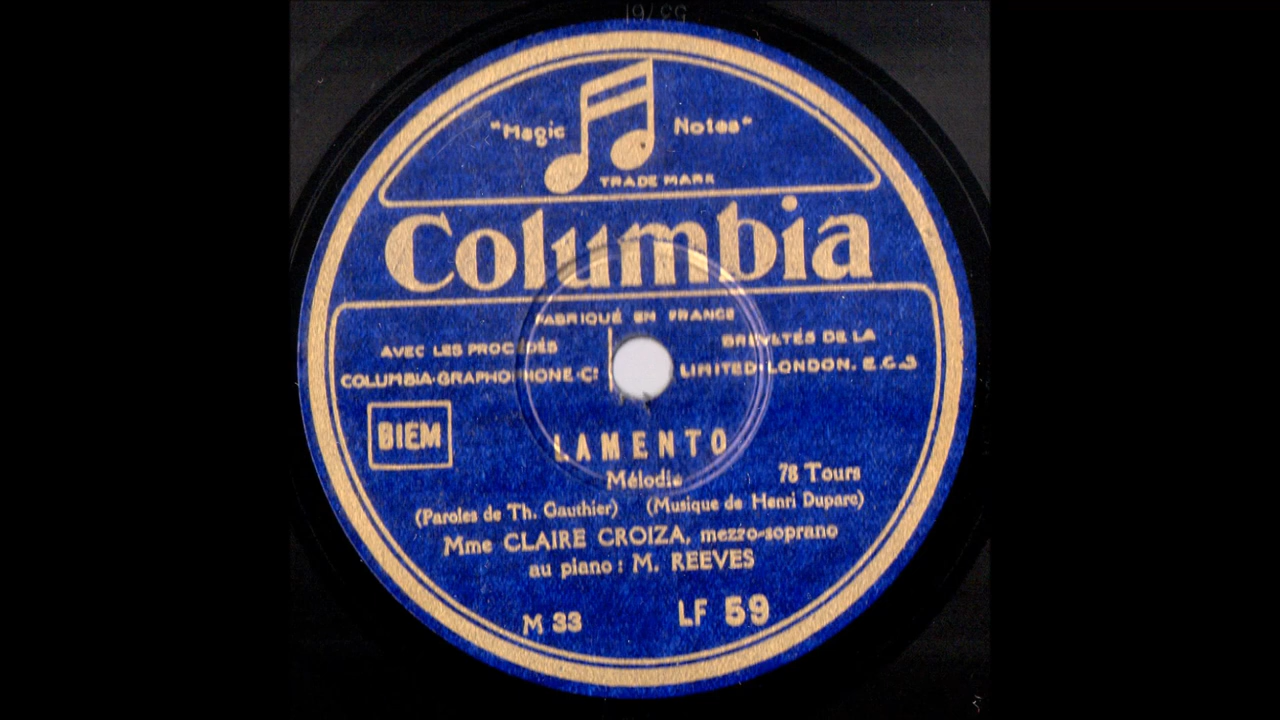 "Magic Notes"
TRADE MARK
Columbia
FABRIQUÉ EN FRANCE
AVEC LES PROCÉDÉS BREVETÉS DE LA
COLUMBIA·GRAPHOPHONE·Cº LIMITED·LONDON. E.C.
BIEM
LAMENTO
Mélodie 78 Tours
(Paroles de Th. Gauthier) (Musique de Henri Duparc)
Mme CLAIRE CROIZA, mezzo-soprano
au piano : M. REEVES
M 33 LF 59